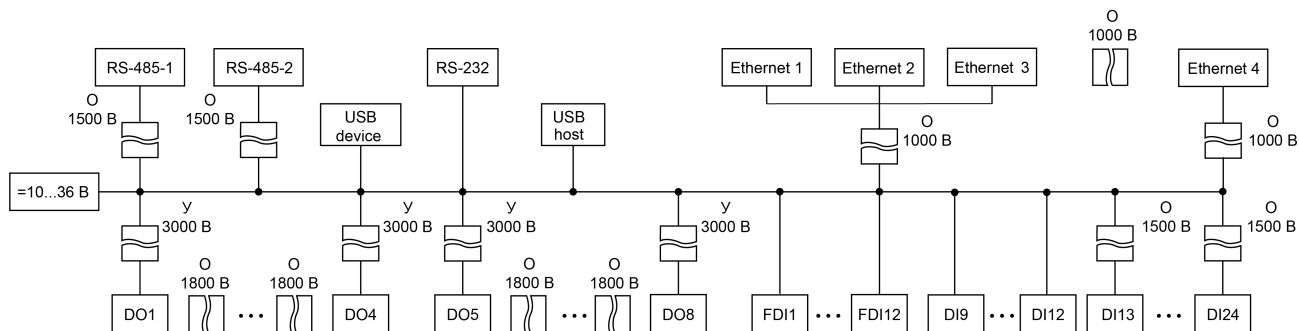 О
1000 В
RS-485-1
RS-485-2
RS-232
Ethernet 1
Ethernet 2
Ethernet 3
Ethernet 4
О
1500 В
О
1500 В
USB
device
USB
host
О
1000 В
О
1000 В
=10...36 В
У
3000 В
У
3000 В
У
3000 В
У
3000 В
О
1500 В
О
1500 В
О
1800 В
О
1800 В
О
1800 В
О
1800 В
DO1
...
DO4
DO5
...
DO8
FDI1
...
FDI12
DI9
...
DI12
DI13
...
DI24